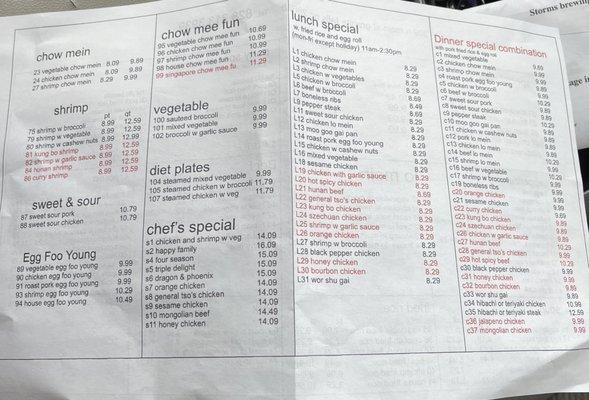 chow mein
23 vegetable chow mein 8.09 9.89
24 chicken chow mein 8.09 9.89
27 shrimp chow mein 8.29 9.99
shrimp
pt qt
75 shrimp w broccoli 8.99 12.59
79 shrimp w vegetable 8.99 12.59
80 shrimp w cashew nuts 8.99 12.99
81 kung bo shrimp 8.99 12.59
82 shrimp w garlic sauce 8.99 12.59
84 hunan shrimp 8.99 12.59
86 curry shrimp 8.99 12.59
sweet & sour
87 sweet sour pork 10.79
88 sweet sour chicken 10.79
Egg Foo Young
89 vegetable egg foo young 9.99
90 chicken egg foo young 9.99
91 roast pork egg foo young 9.99
93 shrimp egg foo young 10.29
94 house egg foo young 10.49
chow mee fun
95 vegetable chow mee fun 10.69
96 chicken chow mee fun 10.99
97 shrimp chow mee fun 10.99
98 house chow mee fun 11.29
99 singapore chow mee fu 11.29
vegetable
100 sauteed broccoli 9.99
101 mixed vegetable 9.99
102 broccoli w garlic sauce 9.99
diet plates
104 steamed mixed vegetable 9.99
105 steamed chicken w broccoli 11.79
107 steamed chicken w veg 11.79
chef's special
s1 chicken and shrimp w veg 14.09
s2 happy family 16.09
s4 four season 15.09
s5 triple delight 15.09
s6 dragon & phoenix 15.09
s7 orange chicken 14.09
s8 general tso's chicken 14.09
s9 sesame chicken 14.09
s10 mongolian beef 14.49
s11 honey chicken 14.09
lunch special
w. fried rice and egg roll
(mon-fri except holiday) 11am-2:30pm
L1 chicken chow mein
L2 shrimp chow mein 8.29
L3 chicken w vegetables 8.29
L5 chicken w broccoli 8.29
L6 beef w broccoli 8.29
L7 boneless ribs 8.69
L9 pepper steak 8.49
L11 sweet sour chicken 8.69
L12 chicken lo mein 8.29
L13 moo goo gai pan 8.29
L14 roast pork egg foo young 8.29
L15 chicken w cashew nuts 8.29
L16 mixed vegetable 8.29
L18 sesame chicken 8.29
L19 chicken with garlic sauce 8.29
L20 hot spicy chicken 8.29
L21 hunan beef 8.69
L22 general tso's chicken 8.29
L23 kung bo chicken 8.29
L24 szechuan chicken 8.29
L25 shrimp w garlic sauce 8.29
L26 orange chicken 8.29
L27 shrimp w broccoli 8.29
L28 black pepper chicken 8.29
L29 honey chicken 8.29
L30 bourbon chicken 8.29
L31 wor shu gai 8.29
Dinner special combination
with pork fried rice & egg roll
c1 mixed vegetable 9.69
c2 chicken chow mein 9.99
c3 shrimp chow mein 9.99
c4 roast pork egg foo young 9.99
c5 chicken w broccoli 9.89
c6 beef w broccoli 9.99
c7 sweet sour pork 10.29
c8 sweet sour chicken 9.99
c9 pepper steak 9.99
c10 moo goo gai pan 9.99
c11 chicken w cashew nuts 9.99
c12 pork lo mein 9.99
c13 chicken lo mein 9.89
c14 beef lo mein 9.99
c15 shrimp lo mein 10.29
c16 beef w vegetable 9.99
c17 shrimp w broccoli 10.29
c19 boneless ribs 9.99
c20 orange chicken 9.99
c21 sesame chicken 9.99
c22 curry chicken 9.99
c23 kung bo chicken 9.89
c24 szechuan chicken 9.89
c26 chicken w garlic sauce 9.99
c27 hunan beef 10.29
c28 general tso's chicken 9.99
c29 hot spicy beef 10.29
c30 black pepper chicken 9.99
c31 honey chicken 9.99
c32 bourbon chicken 9.89
c33 wor shu gai 9.89
c34 hibachi or teriyaki chicken 10.99
c35 hibachi or teriyaki steak 12.59
c36 jalapeno chicken 9.99
c37 mongolian chicken 9.99
Storms brewing